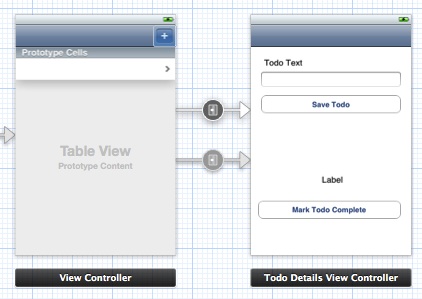 +
Prototype Cells
Table View
Prototype Content
View Controller
Todo Text
Save Todo
Label
Mark Todo Complete
Todo Details View Controller